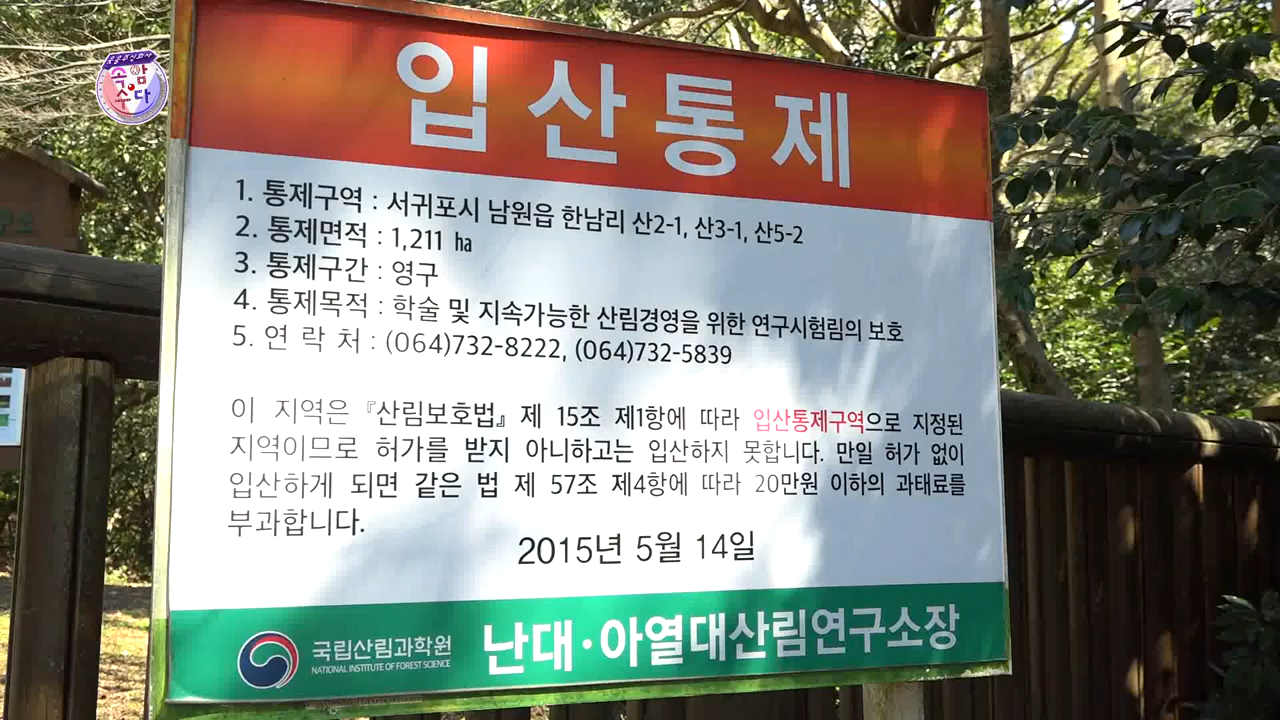 속암
수다
입산통제
1. 통제구역 : 서귀포시 남원읍 한남리 산2-1, 산3-1, 산5-2
2. 통제면적 : 1,211 ㏊
3. 통제구간 : 영구
4. 통제목적 : 학술 및 지속가능한 산림경영을 위한 연구시험림의 보호
5. 연 락 처 : (064)732-8222, (064)732-5839
이 지역은 『산림보호법』 제 15조 제1항에 따라 입산통제구역으로 지정된
지역이므로 허가를 받지 아니하고는 입산하지 못합니다. 만일 허가 없이
입산하게 되면 같은 법 제 57조 제4항에 따라 20만원 이하의 과태료를
부과합니다.
2015년 5월 14일
국립산림과학원
NATIONAL INSTITUTE OF FOREST SCIENCE
난대·아열대산림연구소장